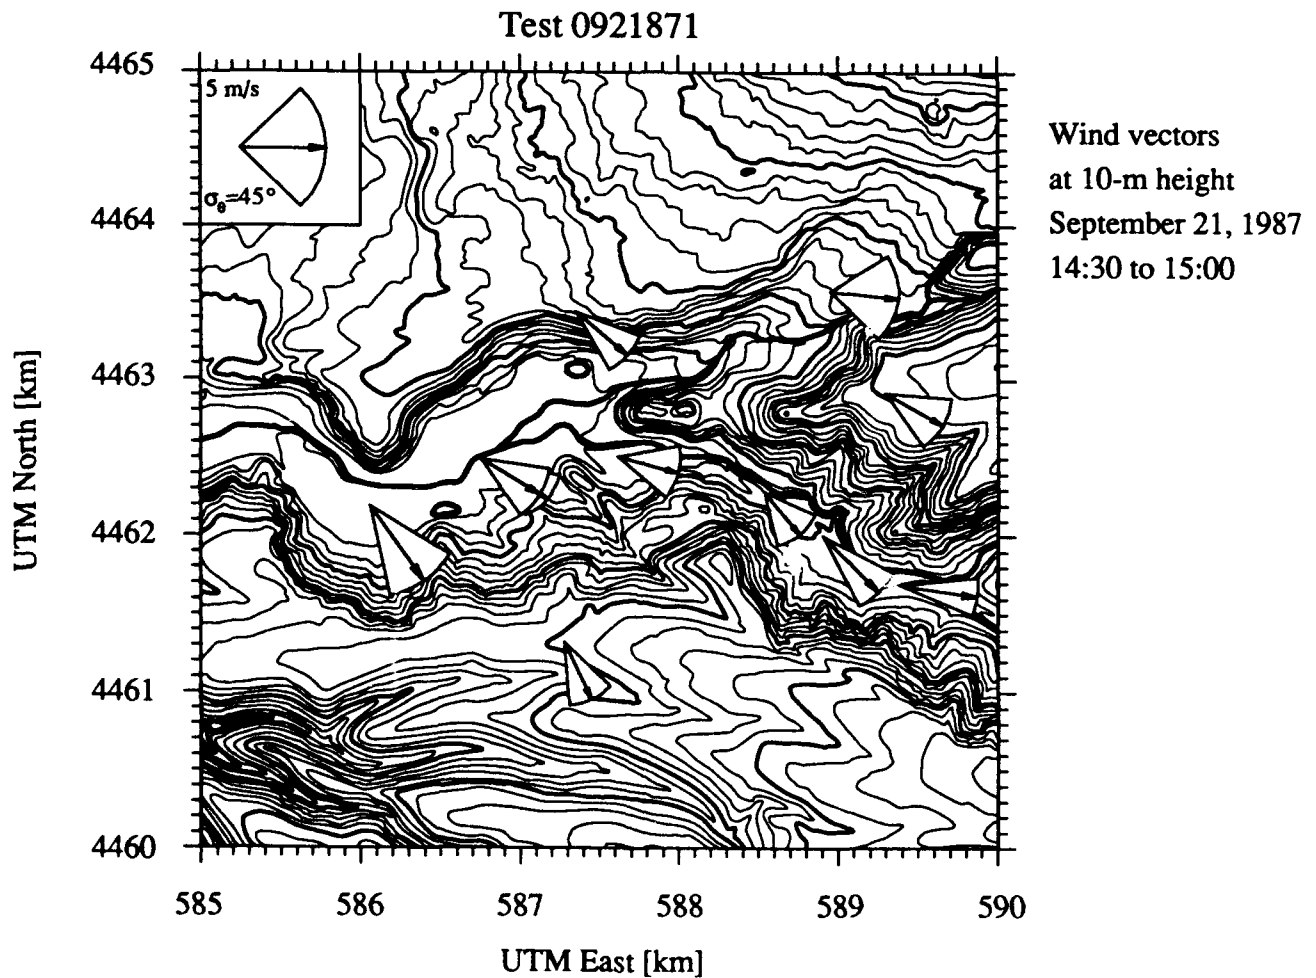 Test 0921871
4465
4464
4463
4462
4461
4460
UTM North [km]
5 m/s
σθ=45°
Wind vectors
at 10-m height
September 21, 1987
14:30 to 15:00
585 586 587 588 589 590
UTM East [km]